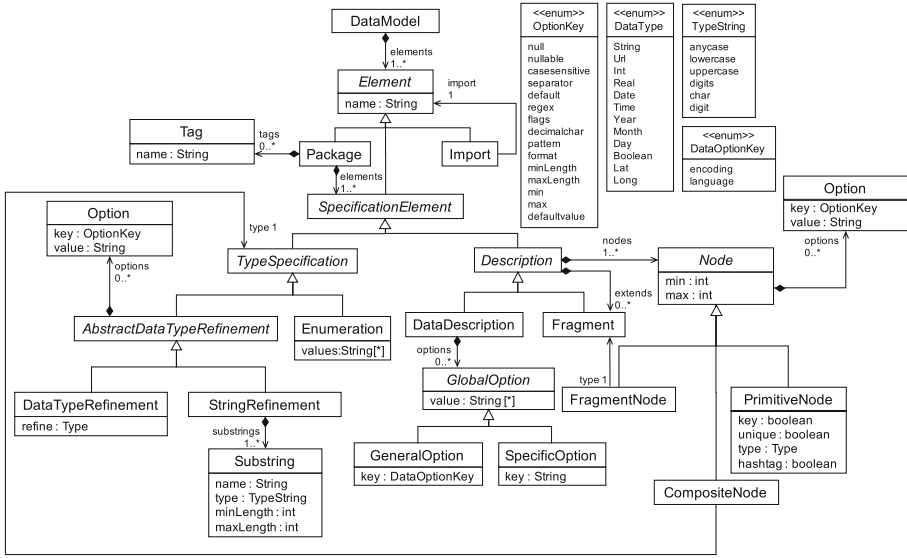 DataModel
elements
1..*
Element
name : String
import
1
Tag
name : String
tags
0..*
Package
Import
elements
1..*
SpecificationElement
<<enum>>
OptionKey
null
nullable
casesensitive
separator
default
regex
flags
decimalchar
pattern
format
minLength
maxLength
min
max
defaultvalue
<<enum>>
DataType
String
Url
Int
Real
Date
Time
Year
Month
Day
Boolean
Lat
Long
<<enum>>
TypeString
anycase
lowercase
uppercase
digits
char
digit
<<enum>>
DataOptionKey
encoding
language
Option
key : OptionKey
value : String
options
0..*
Option
key : OptionKey
value : String
options
0..*
type 1
TypeSpecification
Description
nodes
1..*
Node
min : int
max : int
extends
0..*
AbstractDataTypeRefinement
Enumeration
values:String[*]
DataDescription
Fragment
options
0..*
GlobalOption
value : String [*]
type 1
FragmentNode
PrimitiveNode
key : boolean
unique : boolean
type : Type
hashtag : boolean
DataTypeRefinement
refine : Type
StringRefinement
substrings
1..*
Substring
name : String
type : TypeString
minLength : int
maxLength : int
GeneralOption
key : DataOptionKey
SpecificOption
key : String
CompositeNode